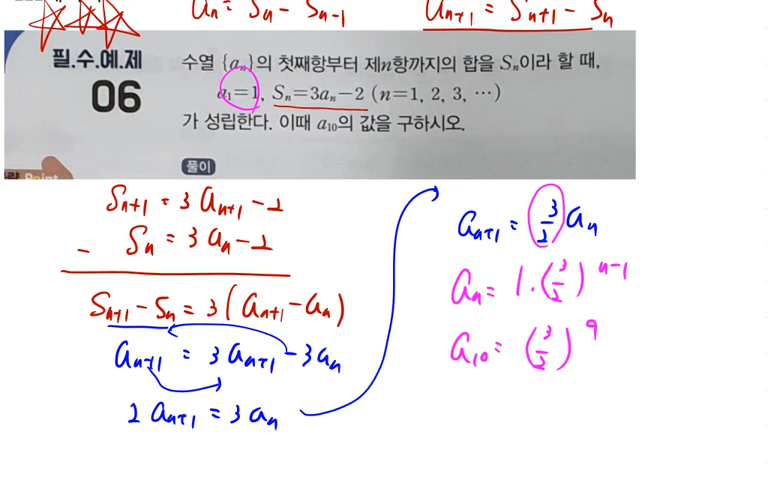 aₙ = Sₙ - Sₙ₋₁
aₙ₊₁ = Sₙ₊₁ - Sₙ
필.수.예.제
06
수열 {aₙ}의 첫째항부터 제n항까지의 합을 Sₙ이라 할 때,
a₁=1, Sₙ=3aₙ-2 (n=1, 2, 3, ⋯)
가 성립한다. 이때 a₁₀의 값을 구하시오.
풀이
Point
Sₙ₊₁ = 3aₙ₊₁ - 2
- Sₙ = 3aₙ - 2
Sₙ₊₁ - Sₙ = 3(aₙ₊₁ - aₙ)
aₙ₊₁ = 3aₙ₊₁ - 3aₙ
2aₙ₊₁ = 3aₙ
aₙ₊₁ = 3/2 aₙ
aₙ = 1·(3/2)ⁿ⁻¹
a₁₀ = (3/2)⁹